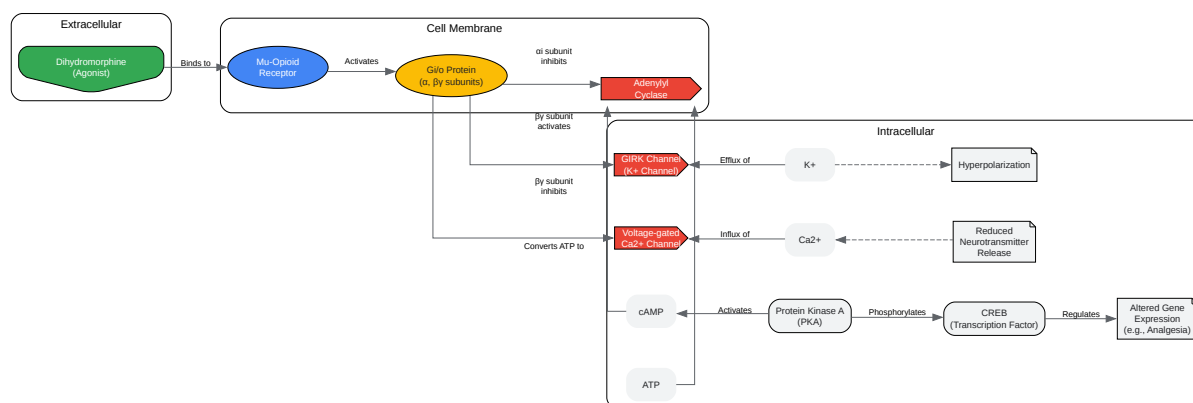 Extracellular
Dihydromorphine
(Agonist)
Binds to
Cell Membrane
Mu-Opioid
Receptor
Activates
Gi/o Protein
(α, βγ subunits)
αi subunit
inhibits
Adenylyl
Cyclase
βγ subunit
activates
Intracellular
GIRK Channel
(K+ Channel)
Efflux of
K+
Hyperpolarization
βγ subunit
inhibits
Voltage-gated
Ca2+ Channel
Influx of
Ca2+
Reduced
Neurotransmitter
Release
Converts ATP to
cAMP
Activates
Protein Kinase A
(PKA)
Phosphorylates
CREB
(Transcription Factor)
Regulates
Altered Gene
Expression
(e.g., Analgesia)
ATP